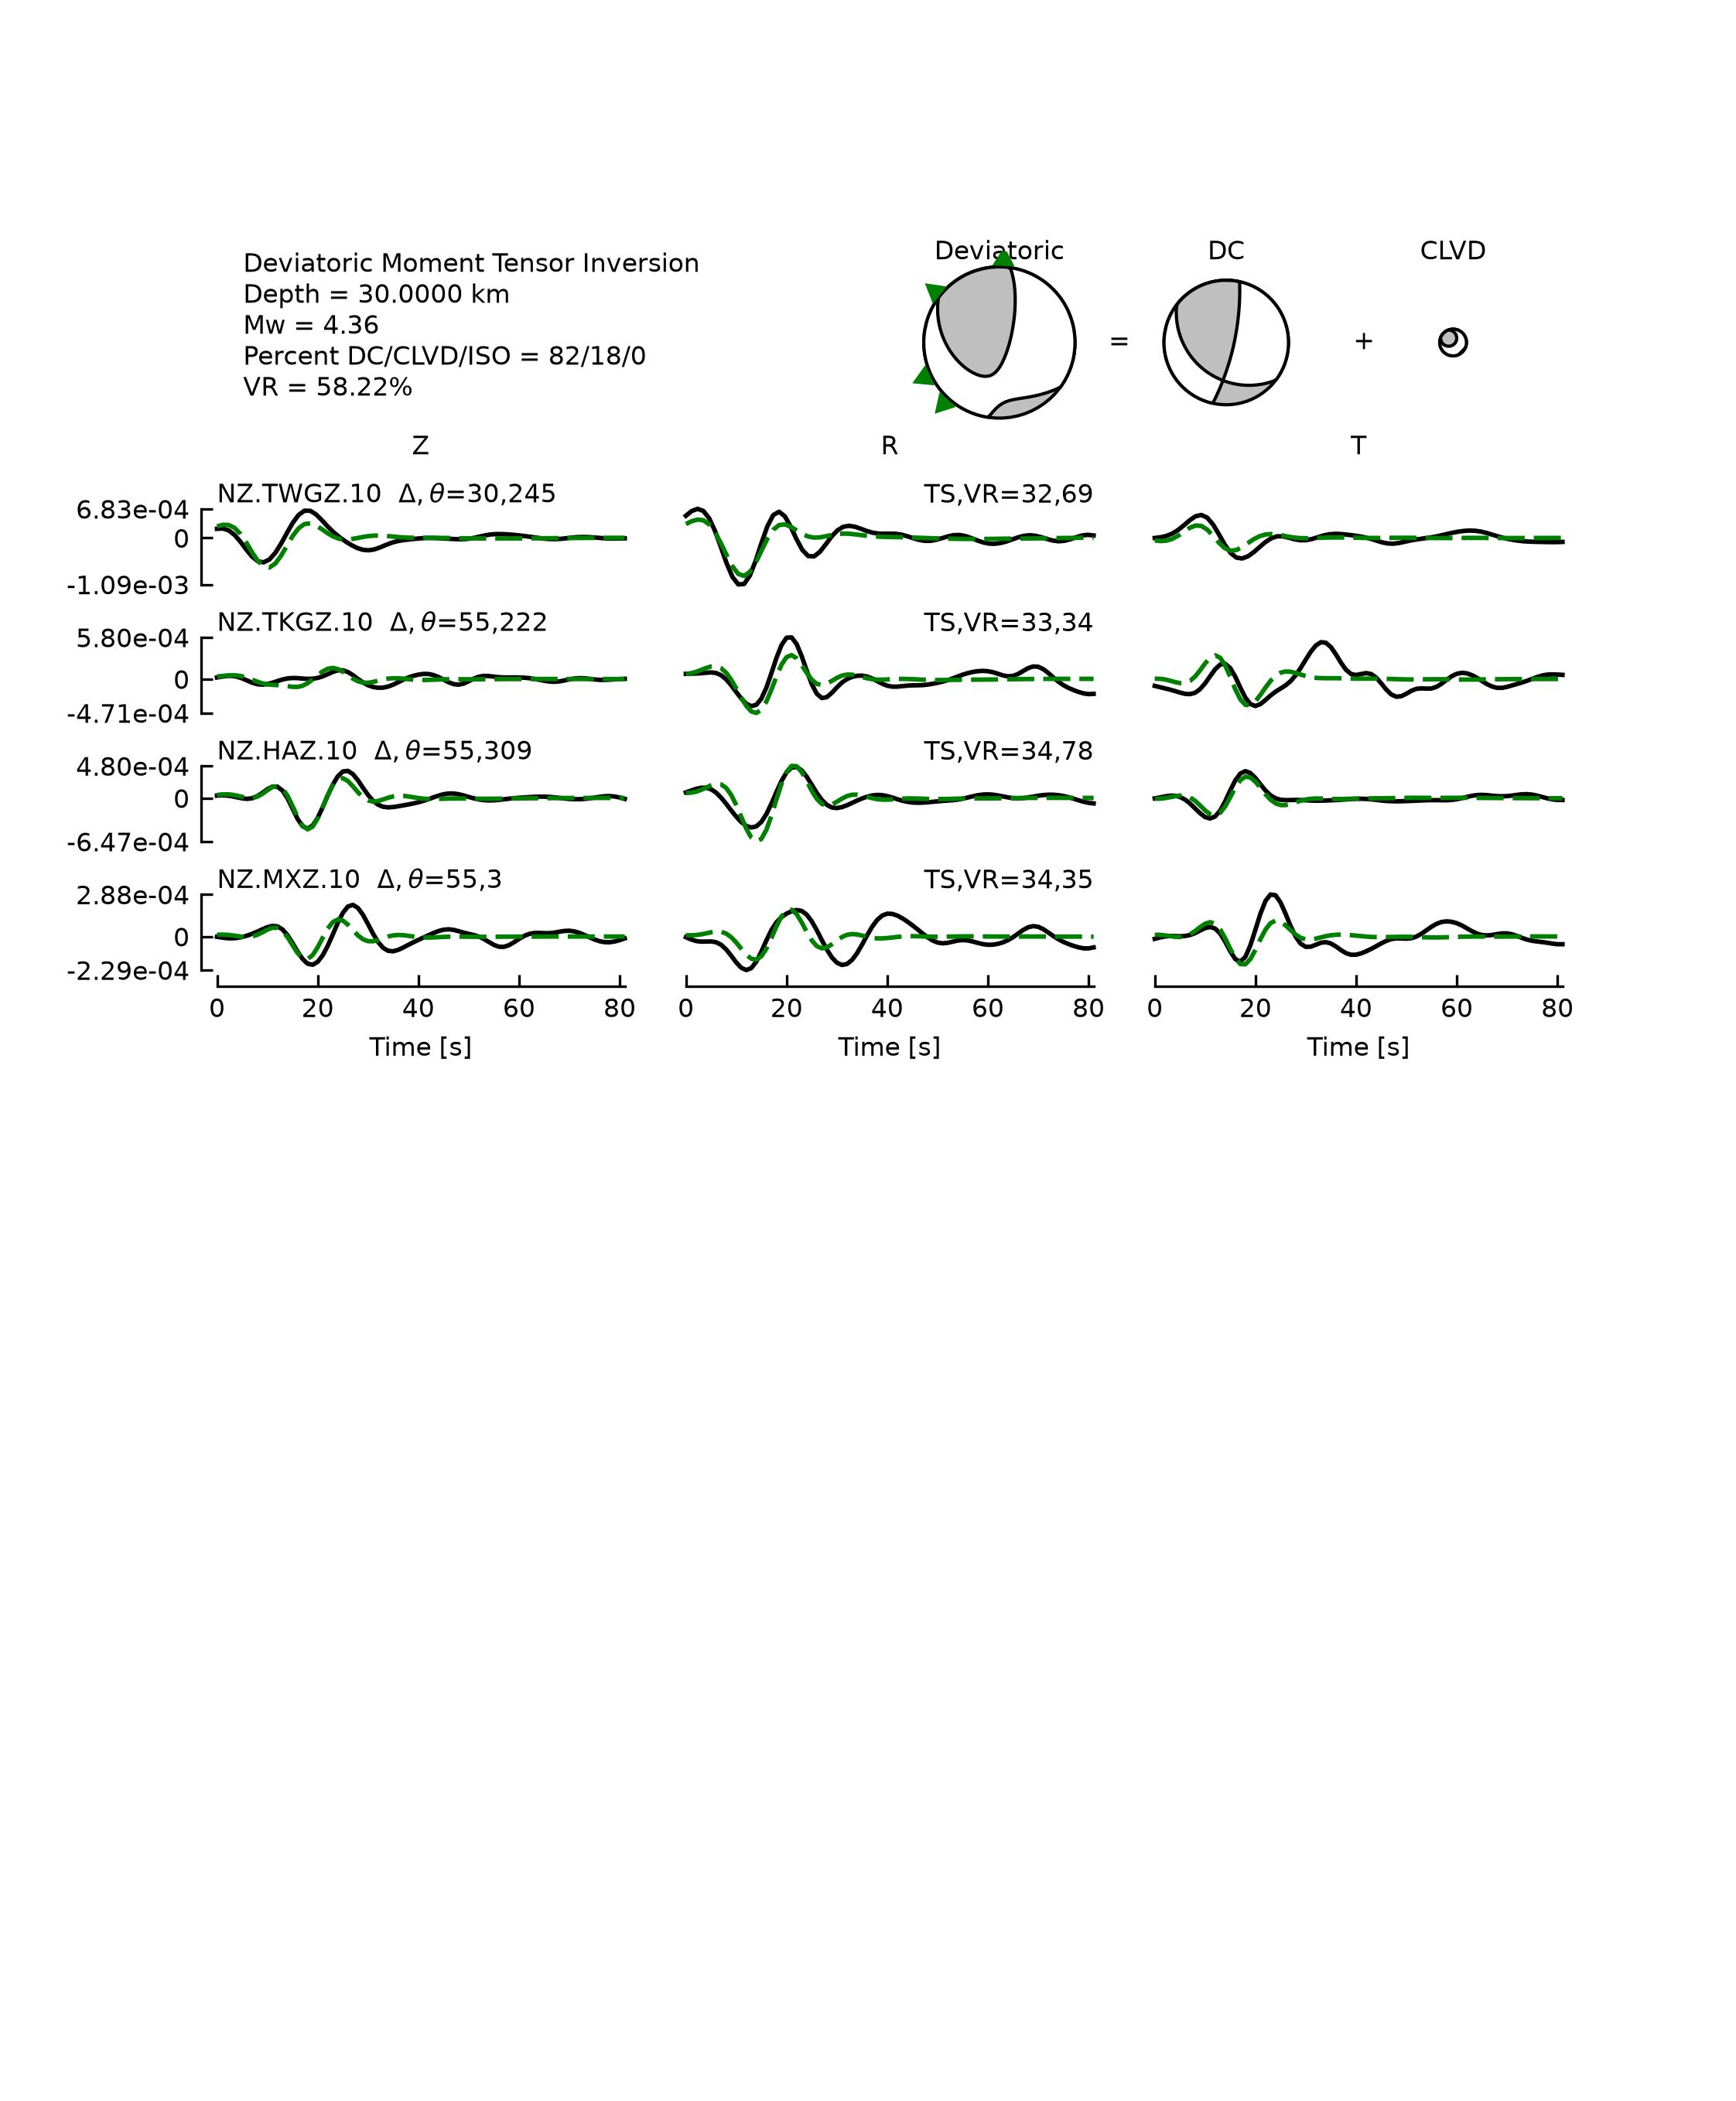 Deviatoric Moment Tensor Inversion
Depth = 30.0000 km
Mw = 4.36
Percent DC/CLVD/ISO = 82/18/0
VR = 58.22%
Deviatoric
DC
CLVD
=
+
Z
R
T
NZ.TWGZ.10 Δ,θ=30,245
TS,VR=32,69
6.83e-04
0
-1.09e-03
NZ.TKGZ.10 Δ,θ=55,222
TS,VR=33,34
5.80e-04
0
-4.71e-04
NZ.HAZ.10 Δ,θ=55,309
TS,VR=34,78
4.80e-04
0
-6.47e-04
NZ.MXZ.10 Δ,θ=55,3
TS,VR=34,35
2.88e-04
0
-2.29e-04
0 20 40 60 80
0 20 40 60 80
0 20 40 60 80
Time [s]
Time [s]
Time [s]